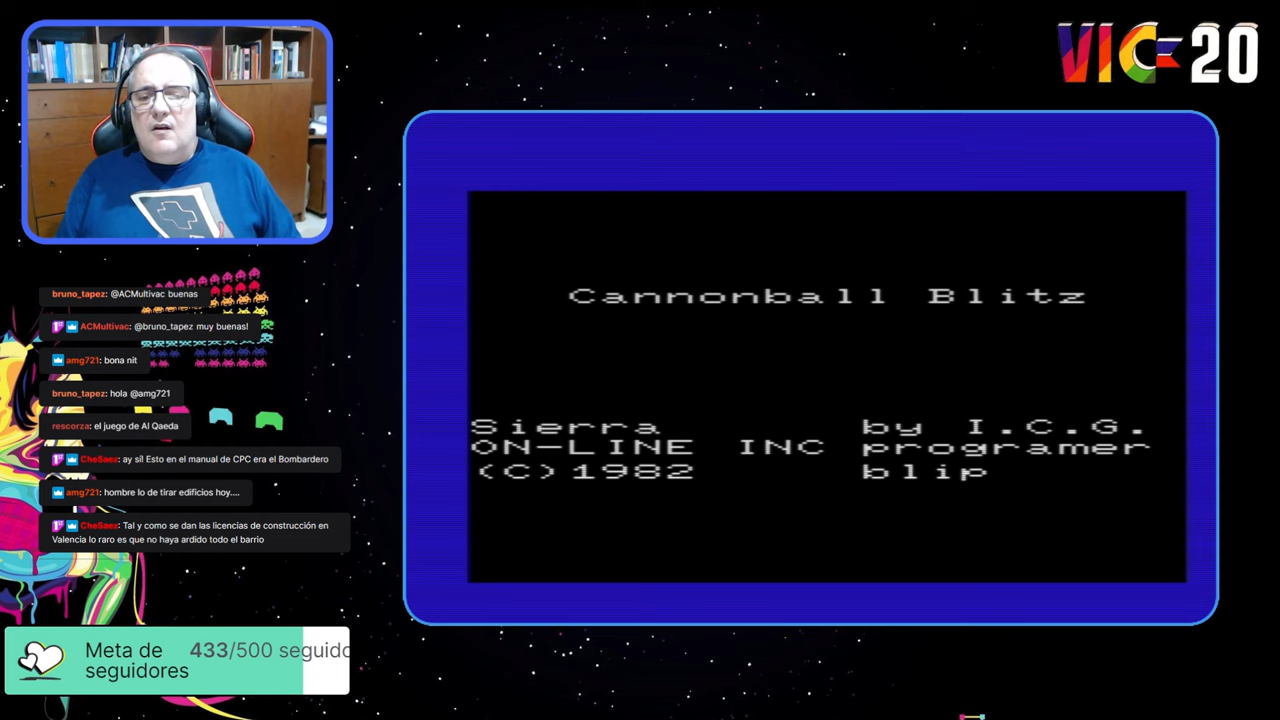 VIC-20
Cannonball Blitz
Sierra by I.C.G.
ON-LINE INC programer
(C)1982 blip
bruno_tapez: @ACMultivac buenas
ACMultivac: @bruno_tapez muy buenas!
amg721: bona nit
bruno_tapez: hola @amg721
rescorza: el juego de Al Qaeda
CheSaez: ay sí! Esto en el manual de CPC era el Bombardero
amg721: hombre lo de tirar edificios hoy....
CheSaez: Tal y como se dan las licencias de construcción en
Valencia lo raro es que no haya ardido todo el barrio
Meta de
seguidores
433/500 seguido